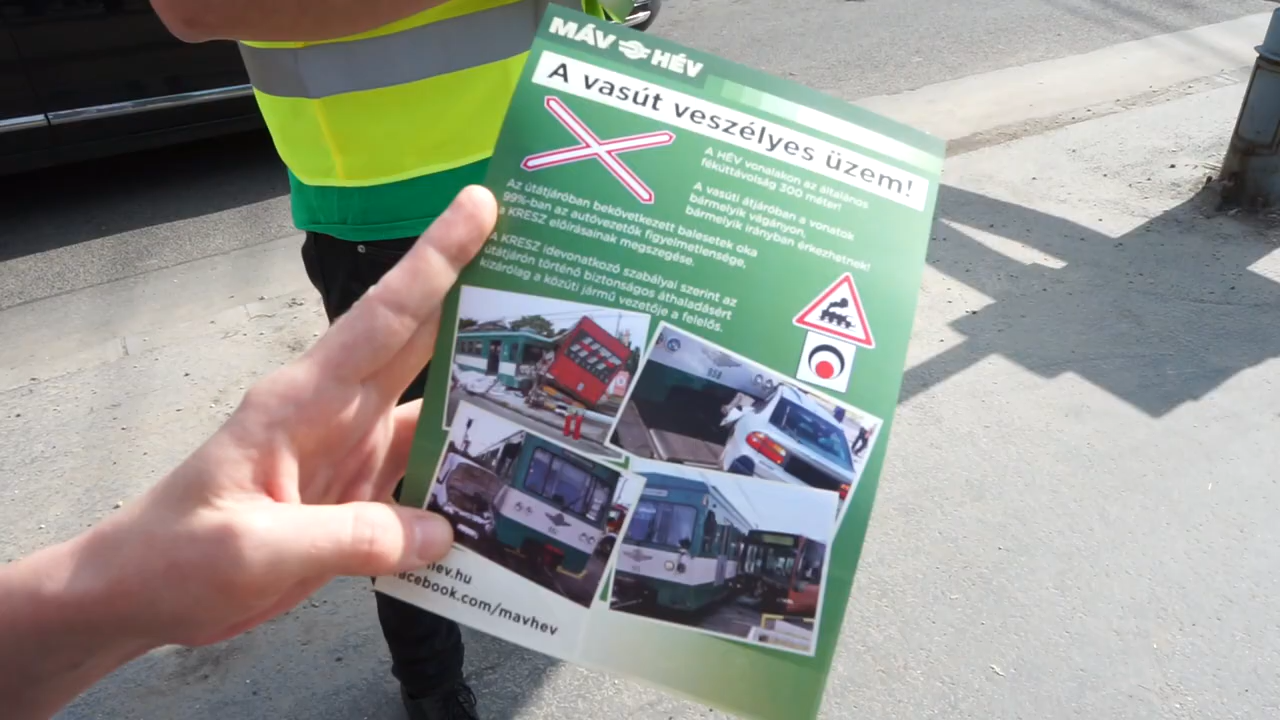 MÁV HÉV
A vasút veszélyes üzem!
A HÉV vonalakon az általános
féküttávolság 300 méter!
A vasúti átjáróban a vonatok
bármelyik vágányon,
bármelyik irányban érkezhetnek!
Az útátjáróban bekövetkezett balesetek oka
99%-ban az autóvezetők figyelmetlensége,
a KRESZ előírásainak megszegése.
A KRESZ idevonatkozó szabályai szerint az
útátjárón történő biztonságos áthaladásért
kizárólag a közúti jármű vezetője a felelős.
hev.hu
facebook.com/mavhev